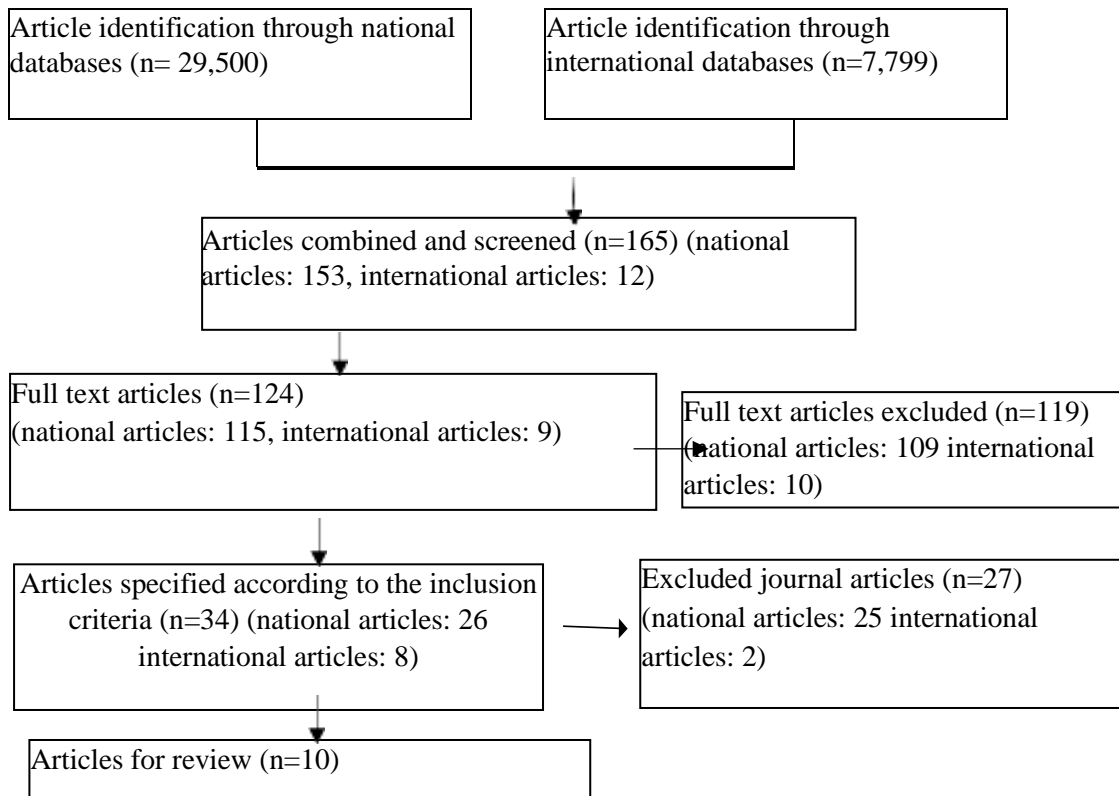 Article identification through national
databases (n= 29,500)
Article identification through
international databases (n=7,799)
Articles combined and screened (n=165) (national
articles: 153, international articles: 12)
Full text articles (n=124)
(national articles: 115, international articles: 9)
Full text articles excluded (n=119)
(national articles: 109 international
articles: 10)
Articles specified according to the inclusion
criteria (n=34) (national articles: 26
international articles: 8)
Excluded journal articles (n=27)
(national articles: 25 international
articles: 2)
Articles for review (n=10)